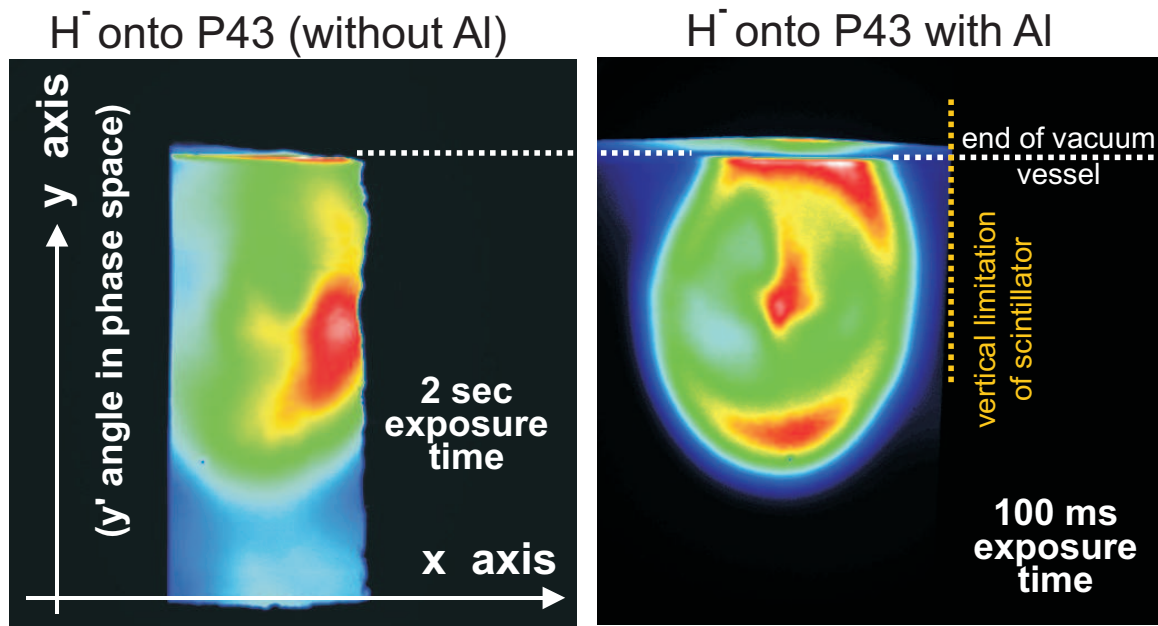 H⁻ onto P43 (without Al)
y axis
(y' angle in phase space)
2 sec
exposure
time
x axis
H⁻ onto P43 with Al
end of vacuum
vessel
vertical limitation
of scintillator
100 ms
exposure
time